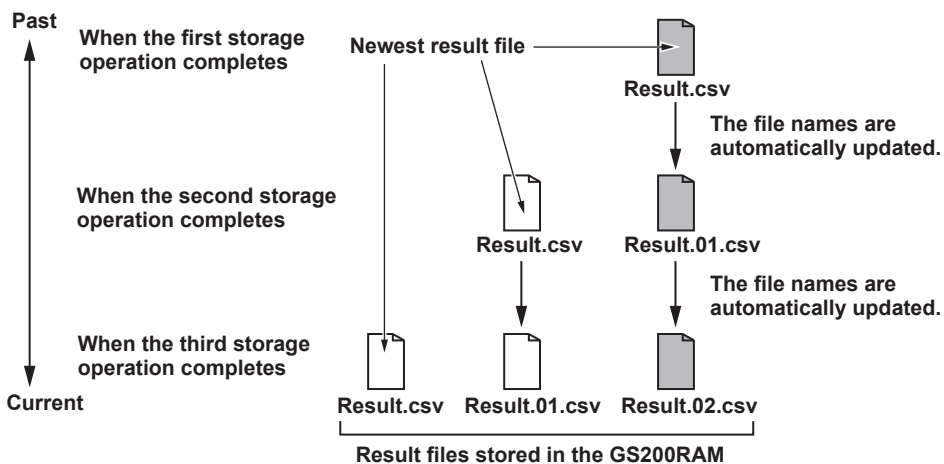 Past
When the first storage
operation completes
Newest result file
Result.csv
The file names are
automatically updated.
When the second storage
operation completes
Result.csv
Result.01.csv
The file names are
automatically updated.
When the third storage
operation completes
Current
Result.csv
Result.01.csv
Result.02.csv
Result files stored in the GS200RAM